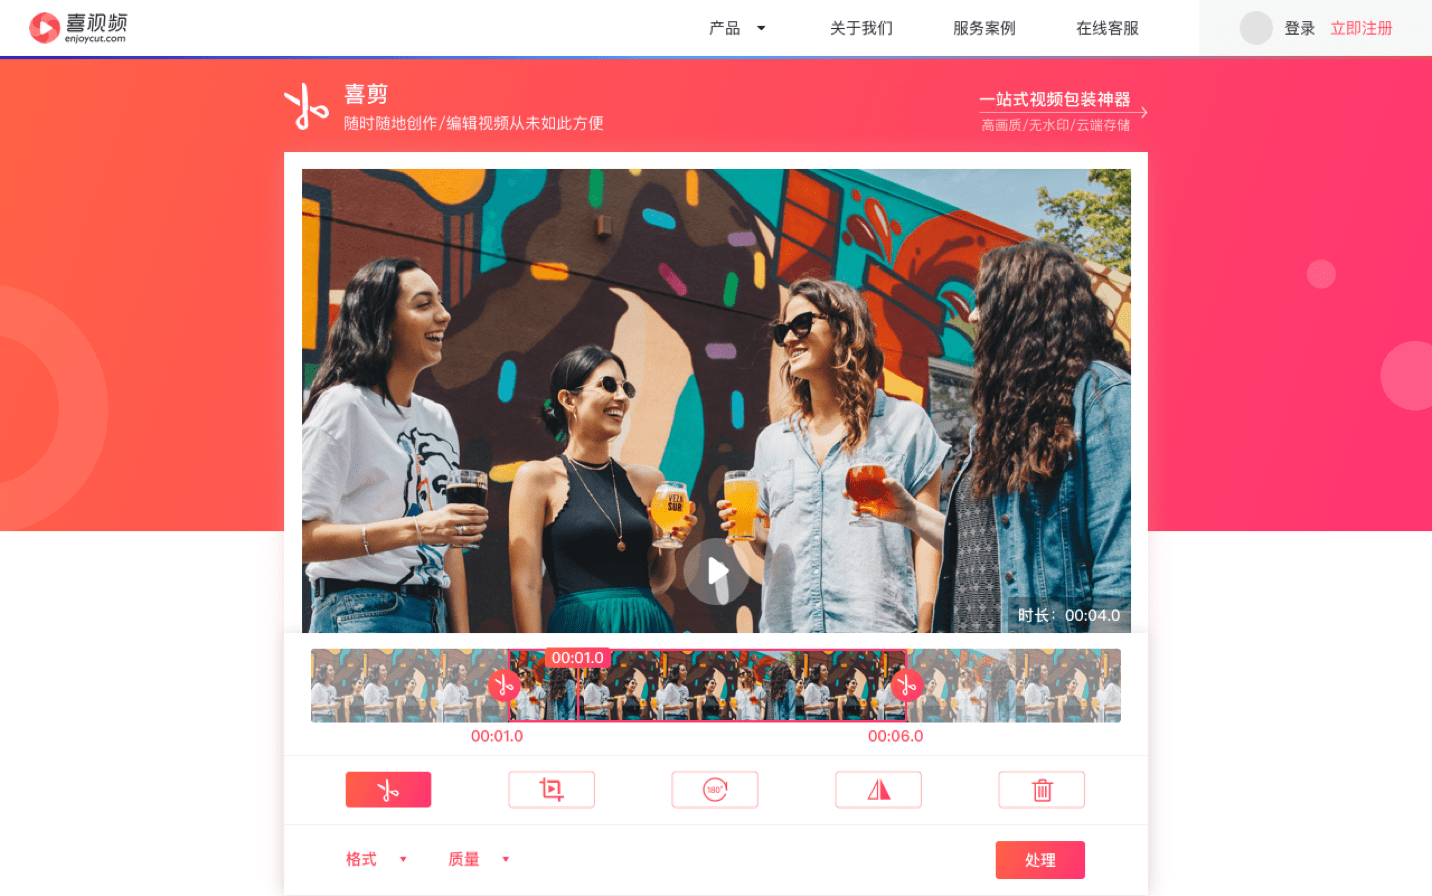 喜视频
enjoycut.com
产品
关于我们
服务案例
在线客服
登录
立即注册
喜剪
随时随地创作/编辑视频从未如此方便
一站式视频包装神器
高画质/无水印/云端存储
VEZA
SUR
时长：00:04.0
00:01.0
00:01.0
00:06.0
180°
格式
质量
处理